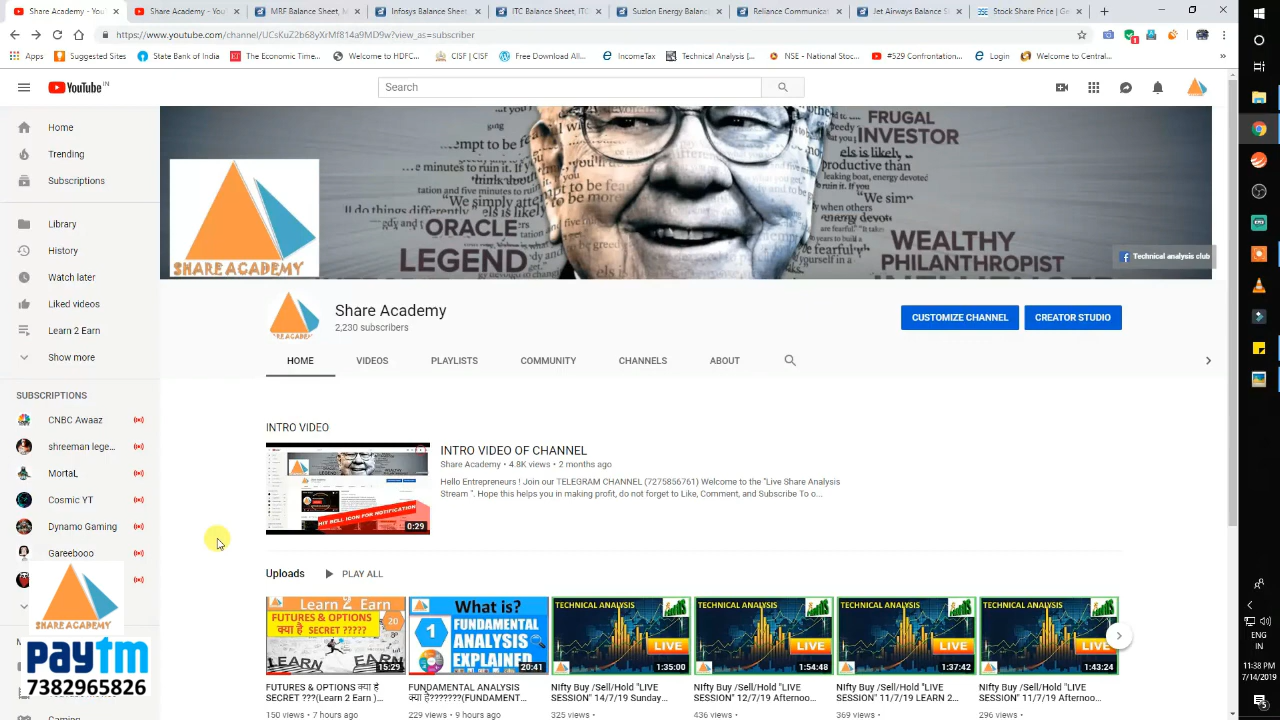 Share Academy - You
Share Academy - You
MRF Balance Sheet, M
Infosys Balance Sheet
ITC Balance Sheet, ITC
Suzlon Energy Balanc
Reliance Communicat
Jet Airways Balance S
Stock Share Price | Ge
https://www.youtube.com/channel/UCsKuZ2b68yXrMf814a9MD9w?view_as=subscriber
Apps
Suggested Sites
State Bank of India
The Economic Time...
Welcome to HDFC...
CISF | CISF
Free Download All...
IncomeTax
Technical Analysis [...
NSE - National Stoc...
#529 Confrontation...
Login
Welcome to Central...
YouTube IN
Search
Home
Trending
Subscriptions
Library
History
Watch later
Liked videos
Learn 2 Earn
Show more
SUBSCRIPTIONS
CNBC Awaaz
shreeman lege...
MortaL
Cosmic YT
Dynamo Gaming
Gareebooo
SHARE ACADEMY
paytm
7382965826
FRUGAL
INVESTOR
ORACLE
LEGEND
WEALTHY
PHILANTHROPIST
SHARE ACADEMY
Technical analysis club
Share Academy
2,230 subscribers
CUSTOMIZE CHANNEL
CREATOR STUDIO
HOME
VIDEOS
PLAYLISTS
COMMUNITY
CHANNELS
ABOUT
INTRO VIDEO
HIT BELL ICON FOR NOTIFICATION
0:29
INTRO VIDEO OF CHANNEL
Share Academy • 4.8K views • 2 months ago
Hello Entrepreneurs ! Join our TELEGRAM CHANNEL (7275856761) Welcome to the "Live Share Analysis
Stream ". Hope this helps you in making profit, do not forget to Like, Comment, and Subscribe To o...
Uploads
PLAY ALL
Learn 2 Earn
FUTURES & OPTIONS 20
क्या है SECRET ?????
LEARN
15:29
FUTURES & OPTIONS क्या है
SECRET ???(Learn 2 Earn )...
150 views • 7 hours ago
What is?
1 FUNDAMENTAL
ANALYSIS
EXPLAINED
20:41
FUNDAMENTAL ANALYSIS
क्या है???????(FUNDAMENT...
229 views • 9 hours ago
TECHNICAL ANALYSIS
LIVE
1:35:00
NIfty Buy /Sell/Hold "LIVE
SESSION" 14/7/19 Sunday...
325 views •
TECHNICAL ANALYSIS
LIVE
1:54:48
NIfty Buy /Sell/Hold "LIVE
SESSION" 12/7/19 Afternoo...
436 views •
TECHNICAL ANALYSIS
LIVE
1:37:42
NIfty Buy /Sell/Hold "LIVE
SESSION" 11/7/19 LEARN 2...
369 views •
TECHNICAL ANALYSIS
LIVE
1:43:24
NIfty Buy /Sell/Hold "LIVE
SESSION" 11/7/19 Afternoo...
296 views •
ENG
IN
11:38 PM
7/14/2019